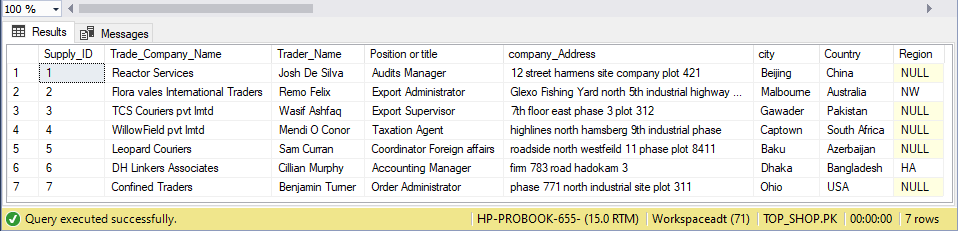 100 %
Results Messages
Supply_ID Trade_Company_Name Trader_Name Position or title company_Address city Country Region
1 1 Reactor Services Josh De Silva Audits Manager 12 street hamens site company plot 421 Beijing China NULL
2 2 Flora vales International Traders Remo Felix Export Administrator Glexo Fishing Yard north 5th industrial highway ... Malbourne Australia NW
3 3 TCS Couriers pvt lmtd Wasif Ashfaq Export Supervisor 7th floor east phase 3 plot 312 Gawader Pakistan NULL
4 4 WillowField pvt lmtd Mendi O Conor Taxation Agent highlines north hamsberg 9th industrial phase Captown South Africa NULL
5 5 Leopard Couriers Sam Curran Coordinator Foreign affairs roadside north westfeild 11 phase plot 8411 Baku Azerbaijan NULL
6 6 DH Linkers Associates Cillian Murphy Accounting Manager firm 783 road hadokam 3 Dhaka Bangladesh HA
7 7 Confined Traders Benjamin Turner Order Administrator phase 771 north industrial site plot 311 Ohio USA NULL
Query executed successfully. HP-PROBOOK-655- (15.0 RTM) Workspaceadt (71) TOP_SHOP.PK 00:00:00 7 rows